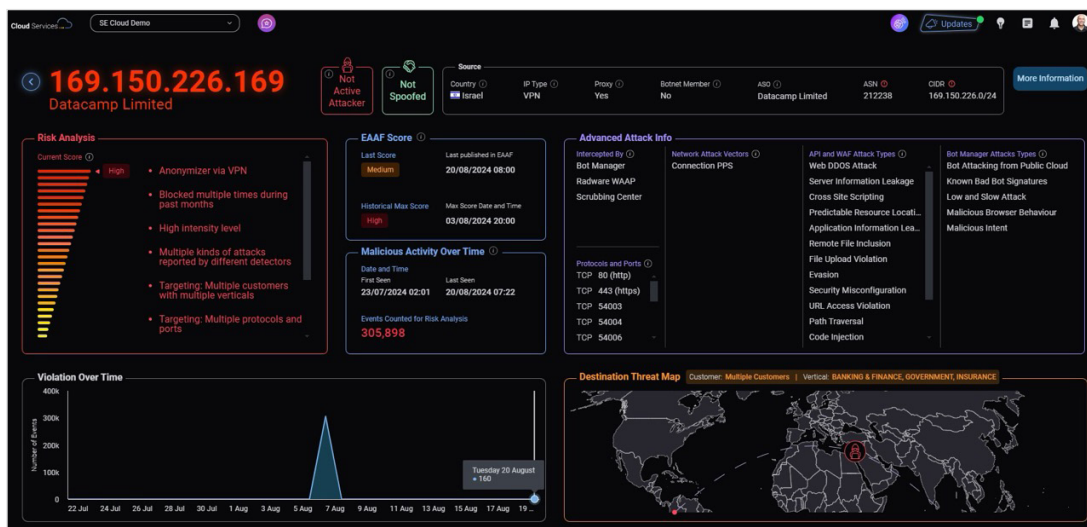 Cloud Services
SE Cloud Demo
Updates
169.150.226.169
Datacamp Limited
Not
Active
Attacker
Not
Spoofed
Source
Country
Israel
IP Type
VPN
Proxy
Yes
Botnet Member
No
ASO
Datacamp Limited
ASN
212238
CIDR
169.150.226.0/24
More Information
Risk Analysis
Current Score
High
• Anonymizer via VPN
• Blocked multiple times during
past months
• High intensity level
• Multiple kinds of attacks
reported by different detectors
• Targeting: Multiple customers
with multiple verticals
• Targeting: Multiple protocols and
ports
EAAF Score
Last Score
Medium
Last published in EAAF
20/08/2024 08:00
Historical Max Score
High
Max Score Date and Time
03/08/2024 20:00
Malicious Activity Over Time
Date and Time
First Seen
23/07/2024 02:01
Last Seen
20/08/2024 07:22
Events Counted for Risk Analysis
305,898
Advanced Attack Info
Intercepted By
Bot Manager
Radware WAAP
Scrubbing Center
Protocols and Ports
TCP 80 (http)
TCP 443 (https)
TCP 54003
TCP 54004
TCP 54006
Network Attack Vectors
Connection PPS
API and WAF Attack Types
Web DDOS Attack
Server Information Leakage
Cross Site Scripting
Predictable Resource Locati...
Application Information Lea...
Remote File Inclusion
File Upload Violation
Evasion
Security Misconfiguration
URL Access Violation
Path Traversal
Code Injection
Bot Manager Attacks Types
Bot Attacking from Public Cloud
Known Bad Bot Signatures
Low and Slow Attack
Malicious Browser Behaviour
Malicious Intent
Violation Over Time
Number of Events
400k
300k
200k
100k
0
Tuesday 20 August
160
22 Jul 24 Jul 26 Jul 28 Jul 30 Jul 1 Aug 3 Aug 5 Aug 7 Aug 9 Aug 11 Aug 13 Aug 15 Aug 17 Aug 19 ...
Destination Threat Map
Customer: Multiple Customers | Vertical: BANKING & FINANCE, GOVERNMENT, INSURANCE